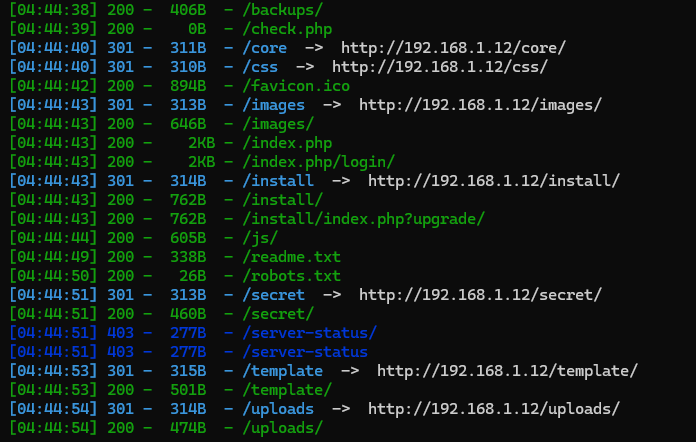 [04:44:38] 200 -  406B  - /backups/
[04:44:39] 200 -    0B  - /check.php
[04:44:40] 301 -  311B  - /core  ->  http://192.168.1.12/core/
[04:44:40] 301 -  310B  - /css  ->  http://192.168.1.12/css/
[04:44:42] 200 -  894B  - /favicon.ico
[04:44:43] 301 -  313B  - /images  ->  http://192.168.1.12/images/
[04:44:43] 200 -  646B  - /images/
[04:44:43] 200 -    2KB - /index.php
[04:44:43] 200 -    2KB - /index.php/login/
[04:44:43] 301 -  314B  - /install  ->  http://192.168.1.12/install/
[04:44:43] 200 -  762B  - /install/
[04:44:43] 200 -  762B  - /install/index.php?upgrade/
[04:44:44] 200 -  605B  - /js/
[04:44:49] 200 -  338B  - /readme.txt
[04:44:50] 200 -   26B  - /robots.txt
[04:44:51] 301 -  313B  - /secret  ->  http://192.168.1.12/secret/
[04:44:51] 200 -  460B  - /secret/
[04:44:51] 403 -  277B  - /server-status/
[04:44:51] 403 -  277B  - /server-status
[04:44:53] 301 -  315B  - /template  ->  http://192.168.1.12/template/
[04:44:53] 200 -  501B  - /template/
[04:44:54] 301 -  314B  - /uploads  ->  http://192.168.1.12/uploads/
[04:44:54] 200 -  474B  - /uploads/